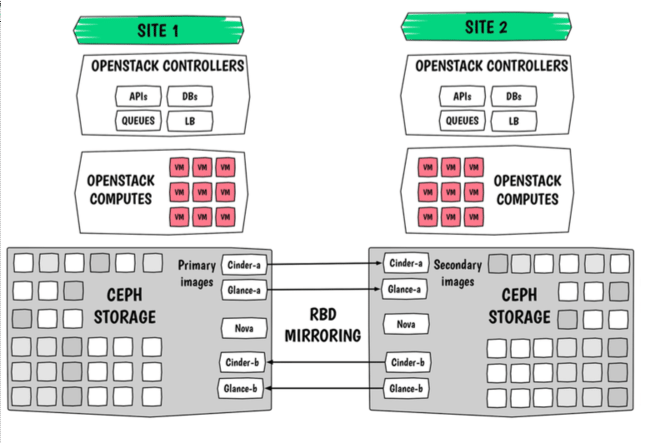 SITE 1
OPENSTACK CONTROLLERS
APIs DBs
QUEUES LB
OPENSTACK
COMPUTES
VM VM VM
VM VM VM
VM VM VM
CEPH
STORAGE
Primary
images
Cinder-a
Glance-a
Nova
Cinder-b
Glance-b
RBD
MIRRORING
SITE 2
OPENSTACK CONTROLLERS
APIs DBs
QUEUES LB
VM VM VM
VM VM VM
VM VM VM
OPENSTACK
COMPUTES
Cinder-a
Glance-a
Nova
Cinder-b
Glance-b
Secondary
images
CEPH
STORAGE